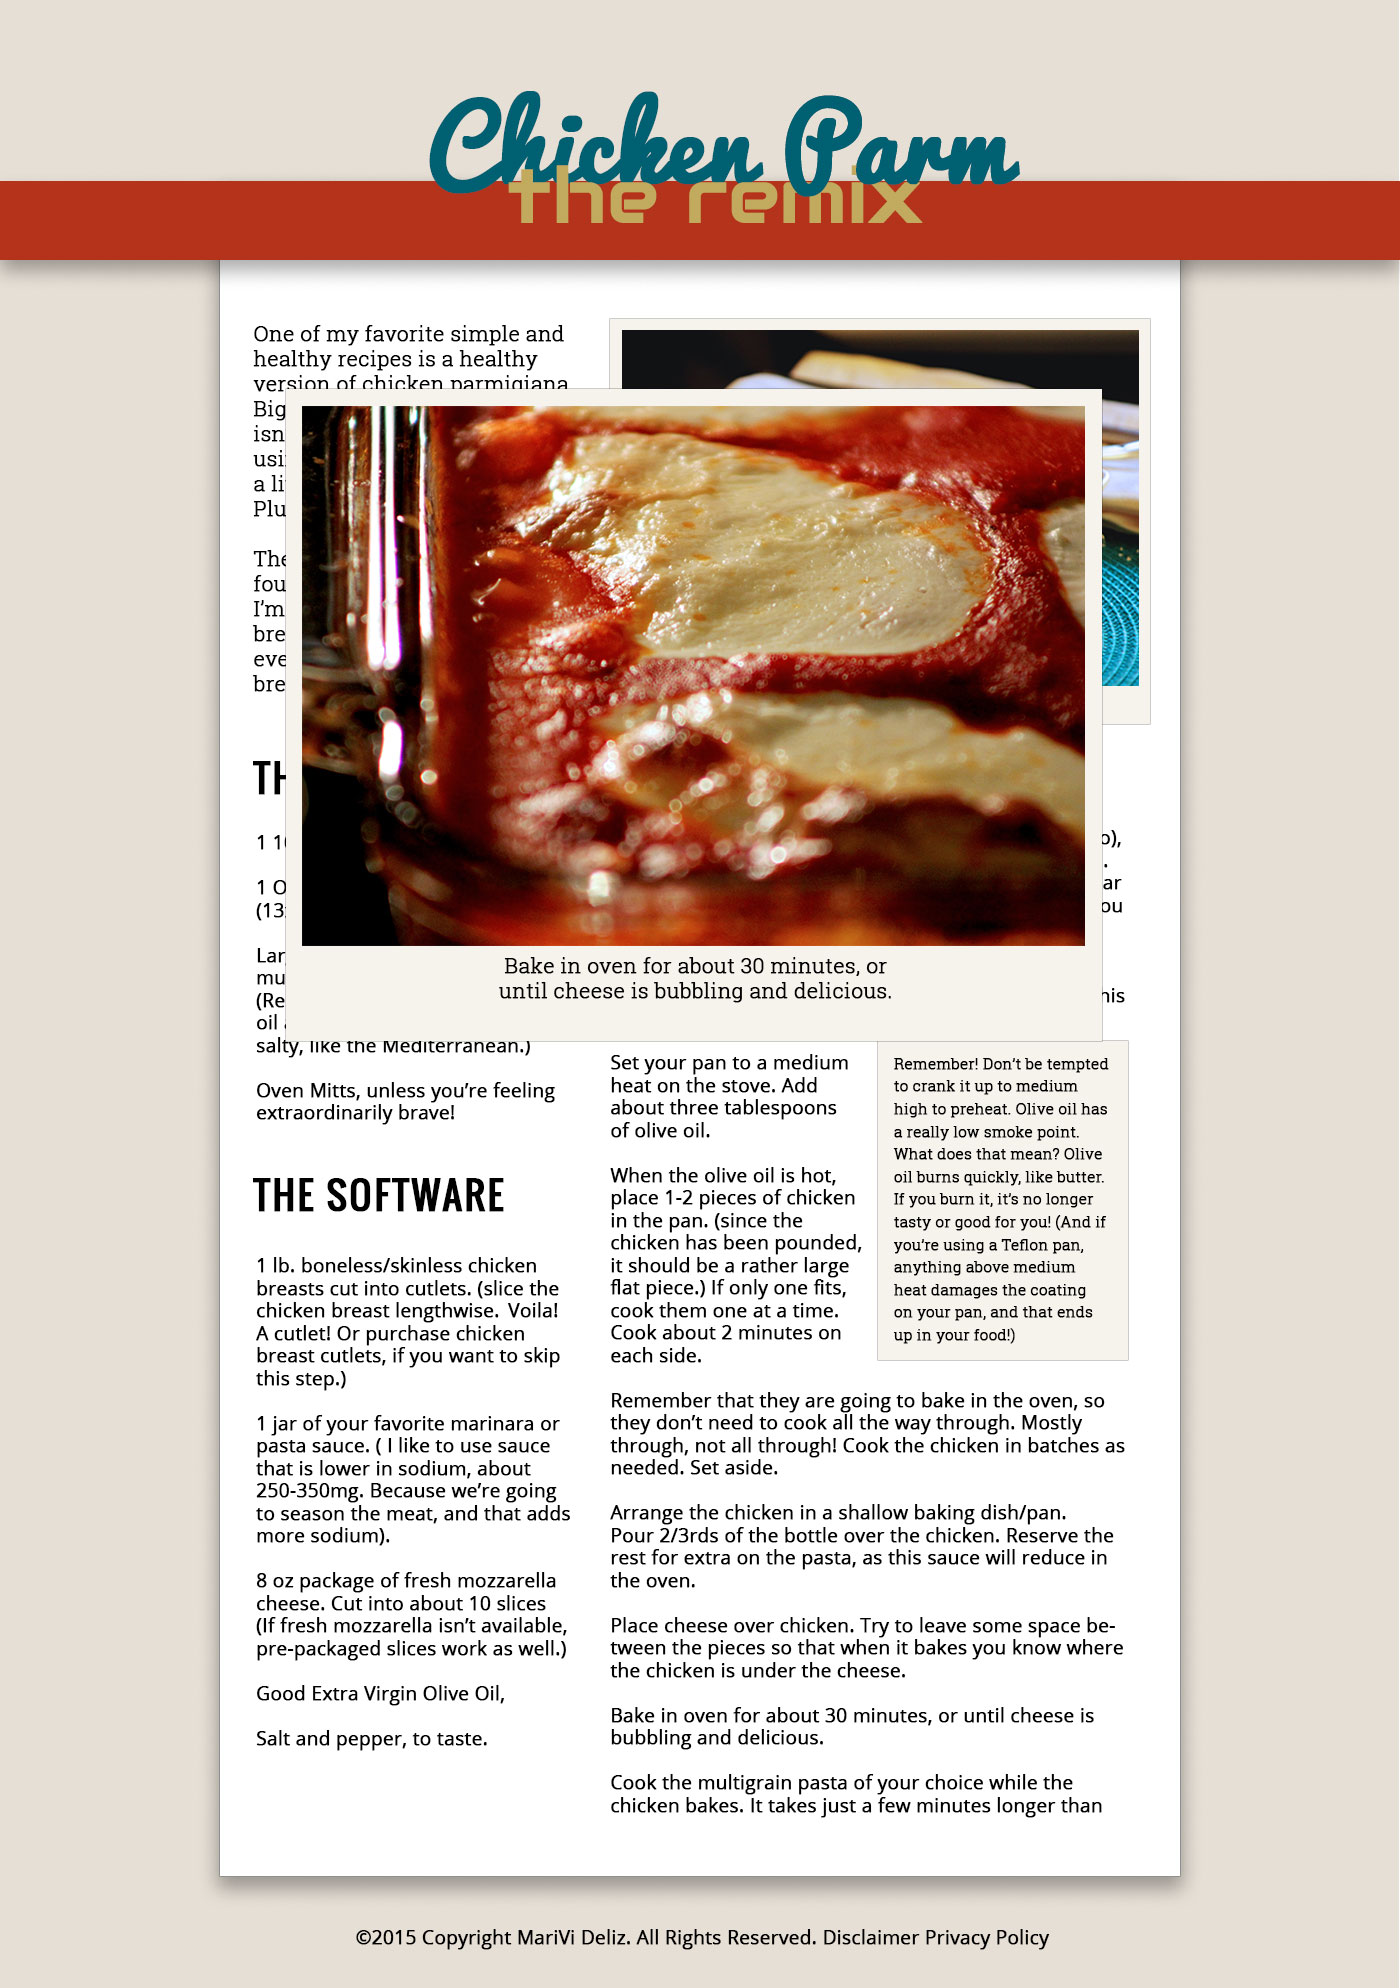 Chicken Parm
the remix
One of my favorite simple and
healthy recipes is a healthy
version of chicken parmigiana
Big
a
Bake in oven for about 30 minutes, or
until cheese is bubbling and delicious.
oil
salty, like the Mediterranean.)
Oven Mitts, unless you’re feeling
extraordinarily brave!
THE SOFTWARE
1 lb. boneless/skinless chicken
breasts cut into cutlets. (slice the
chicken breast lengthwise. Voila!
A cutlet! Or purchase chicken
breast cutlets, if you want to skip
this step.)
1 jar of your favorite marinara or
pasta sauce. ( I like to use sauce
that is lower in sodium, about
250-350mg. Because we’re going
to season the meat, and that adds
more sodium).
8 oz package of fresh mozzarella
cheese. Cut into about 10 slices
(If fresh mozzarella isn’t available,
pre-packaged slices work as well.)
Good Extra Virgin Olive Oil,
Salt and pepper, to taste.
Set your pan to a medium
heat on the stove. Add
about three tablespoons
of olive oil.
When the olive oil is hot,
place 1-2 pieces of chicken
in the pan. (since the
chicken has been pounded,
it should be a rather large
flat piece.) If only one fits,
cook them one at a time.
Cook about 2 minutes on
each side.
Remember! Don’t be tempted
to crank it up to medium
high to preheat. Olive oil has
a really low smoke point.
What does that mean? Olive
oil burns quickly, like butter.
If you burn it, it’s no longer
tasty or good for you! (And if
you’re using a Teflon pan,
anything above medium
heat damages the coating
on your pan, and that ends
up in your food!)
Remember that they are going to bake in the oven, so
they don’t need to cook all the way through. Mostly
through, not all through! Cook the chicken in batches as
needed. Set aside.
Arrange the chicken in a shallow baking dish/pan.
Pour 2/3rds of the bottle over the chicken. Reserve the
rest for extra on the pasta, as this sauce will reduce in
the oven.
Place cheese over chicken. Try to leave some space be-
tween the pieces so that when it bakes you know where
the chicken is under the cheese.
Bake in oven for about 30 minutes, or until cheese is
bubbling and delicious.
Cook the multigrain pasta of your choice while the
chicken bakes. It takes just a few minutes longer than
©2015 Copyright MariVi Deliz. All Rights Reserved. Disclaimer Privacy Policy